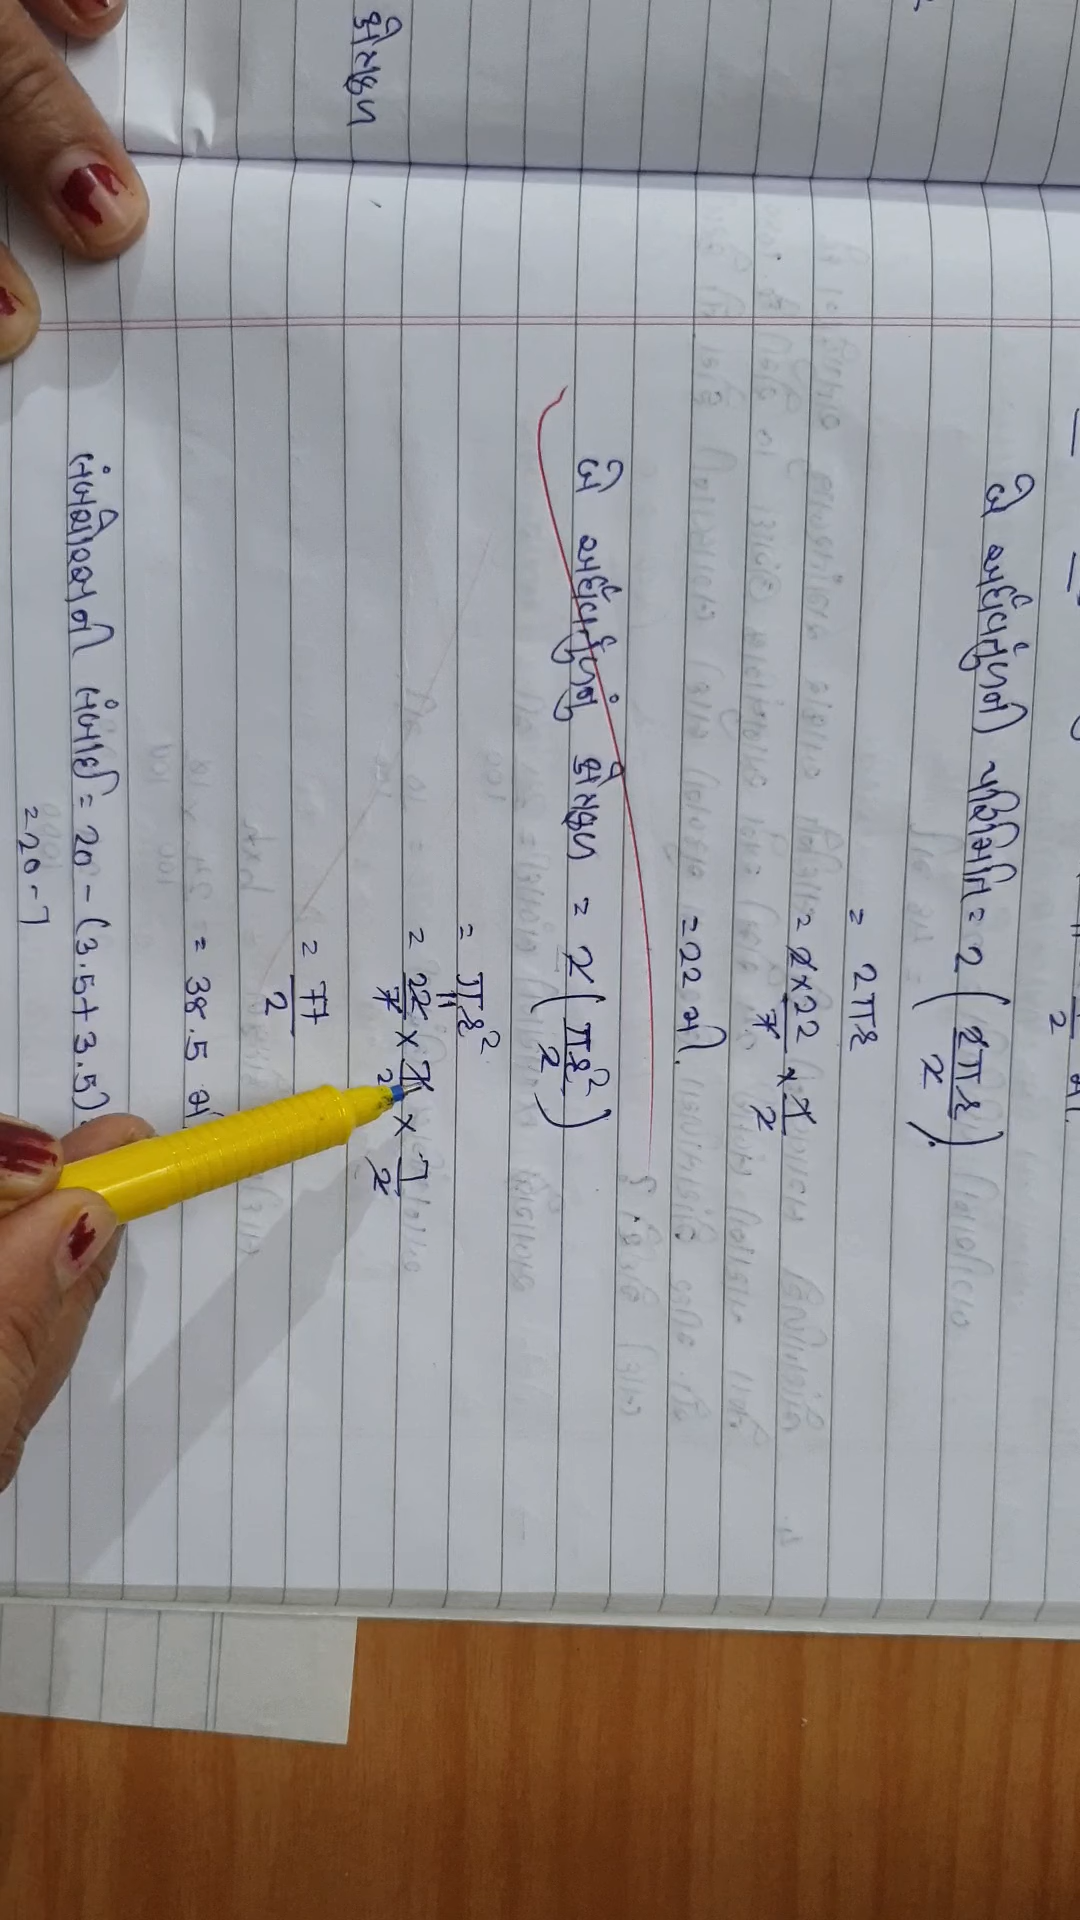 ક્ષેત્રફળ
બે અર્ધવર્તુળની પરિમિતિ = 2 (2πr/2)
= 2πr
= 2×22/7 × 7/2
= 22 મી.
બે અર્ધવર્તુળનું ક્ષેત્રફળ = 2 (πr²/2)
= πr²
= 22/7 × 7/2 × 7/2
= 77/2
= 38.5 મી
લંબચોરસની લંબાઈ = 20 - (3.5 + 3.5)
= 20 - 7